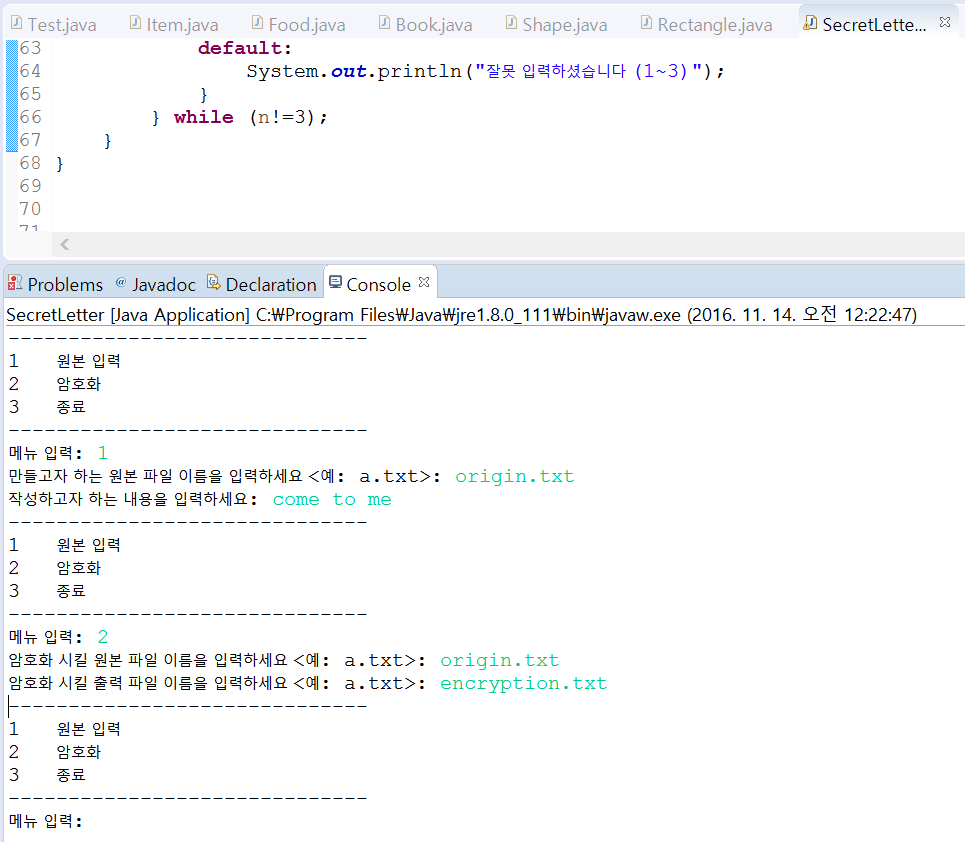 Test.java Item.java Food.java Book.java Shape.java Rectangle.java SecretLette...
63 default:
64 System.out.println("잘못 입력하셨습니다 (1~3)");
65 }
66 } while (n!=3);
67 }
68 }
69
70
71
Problems @ Javadoc Declaration Console
SecretLetter [Java Application] C:₩Program Files₩Java₩jre1.8.0_111₩bin₩javaw.exe (2016. 11. 14. 오전 12:22:47)
------------------------------
1 원본 입력
2 암호화
3 종료
------------------------------
메뉴 입력: 1
만들고자 하는 원본 파일 이름을 입력하세요 <예: a.txt>: origin.txt
작성하고자 하는 내용을 입력하세요: come to me
------------------------------
1 원본 입력
2 암호화
3 종료
------------------------------
메뉴 입력: 2
암호화 시킬 원본 파일 이름을 입력하세요 <예: a.txt>: origin.txt
암호화 시킬 출력 파일 이름을 입력하세요 <예: a.txt>: encryption.txt
------------------------------
1 원본 입력
2 암호화
3 종료
------------------------------
메뉴 입력: